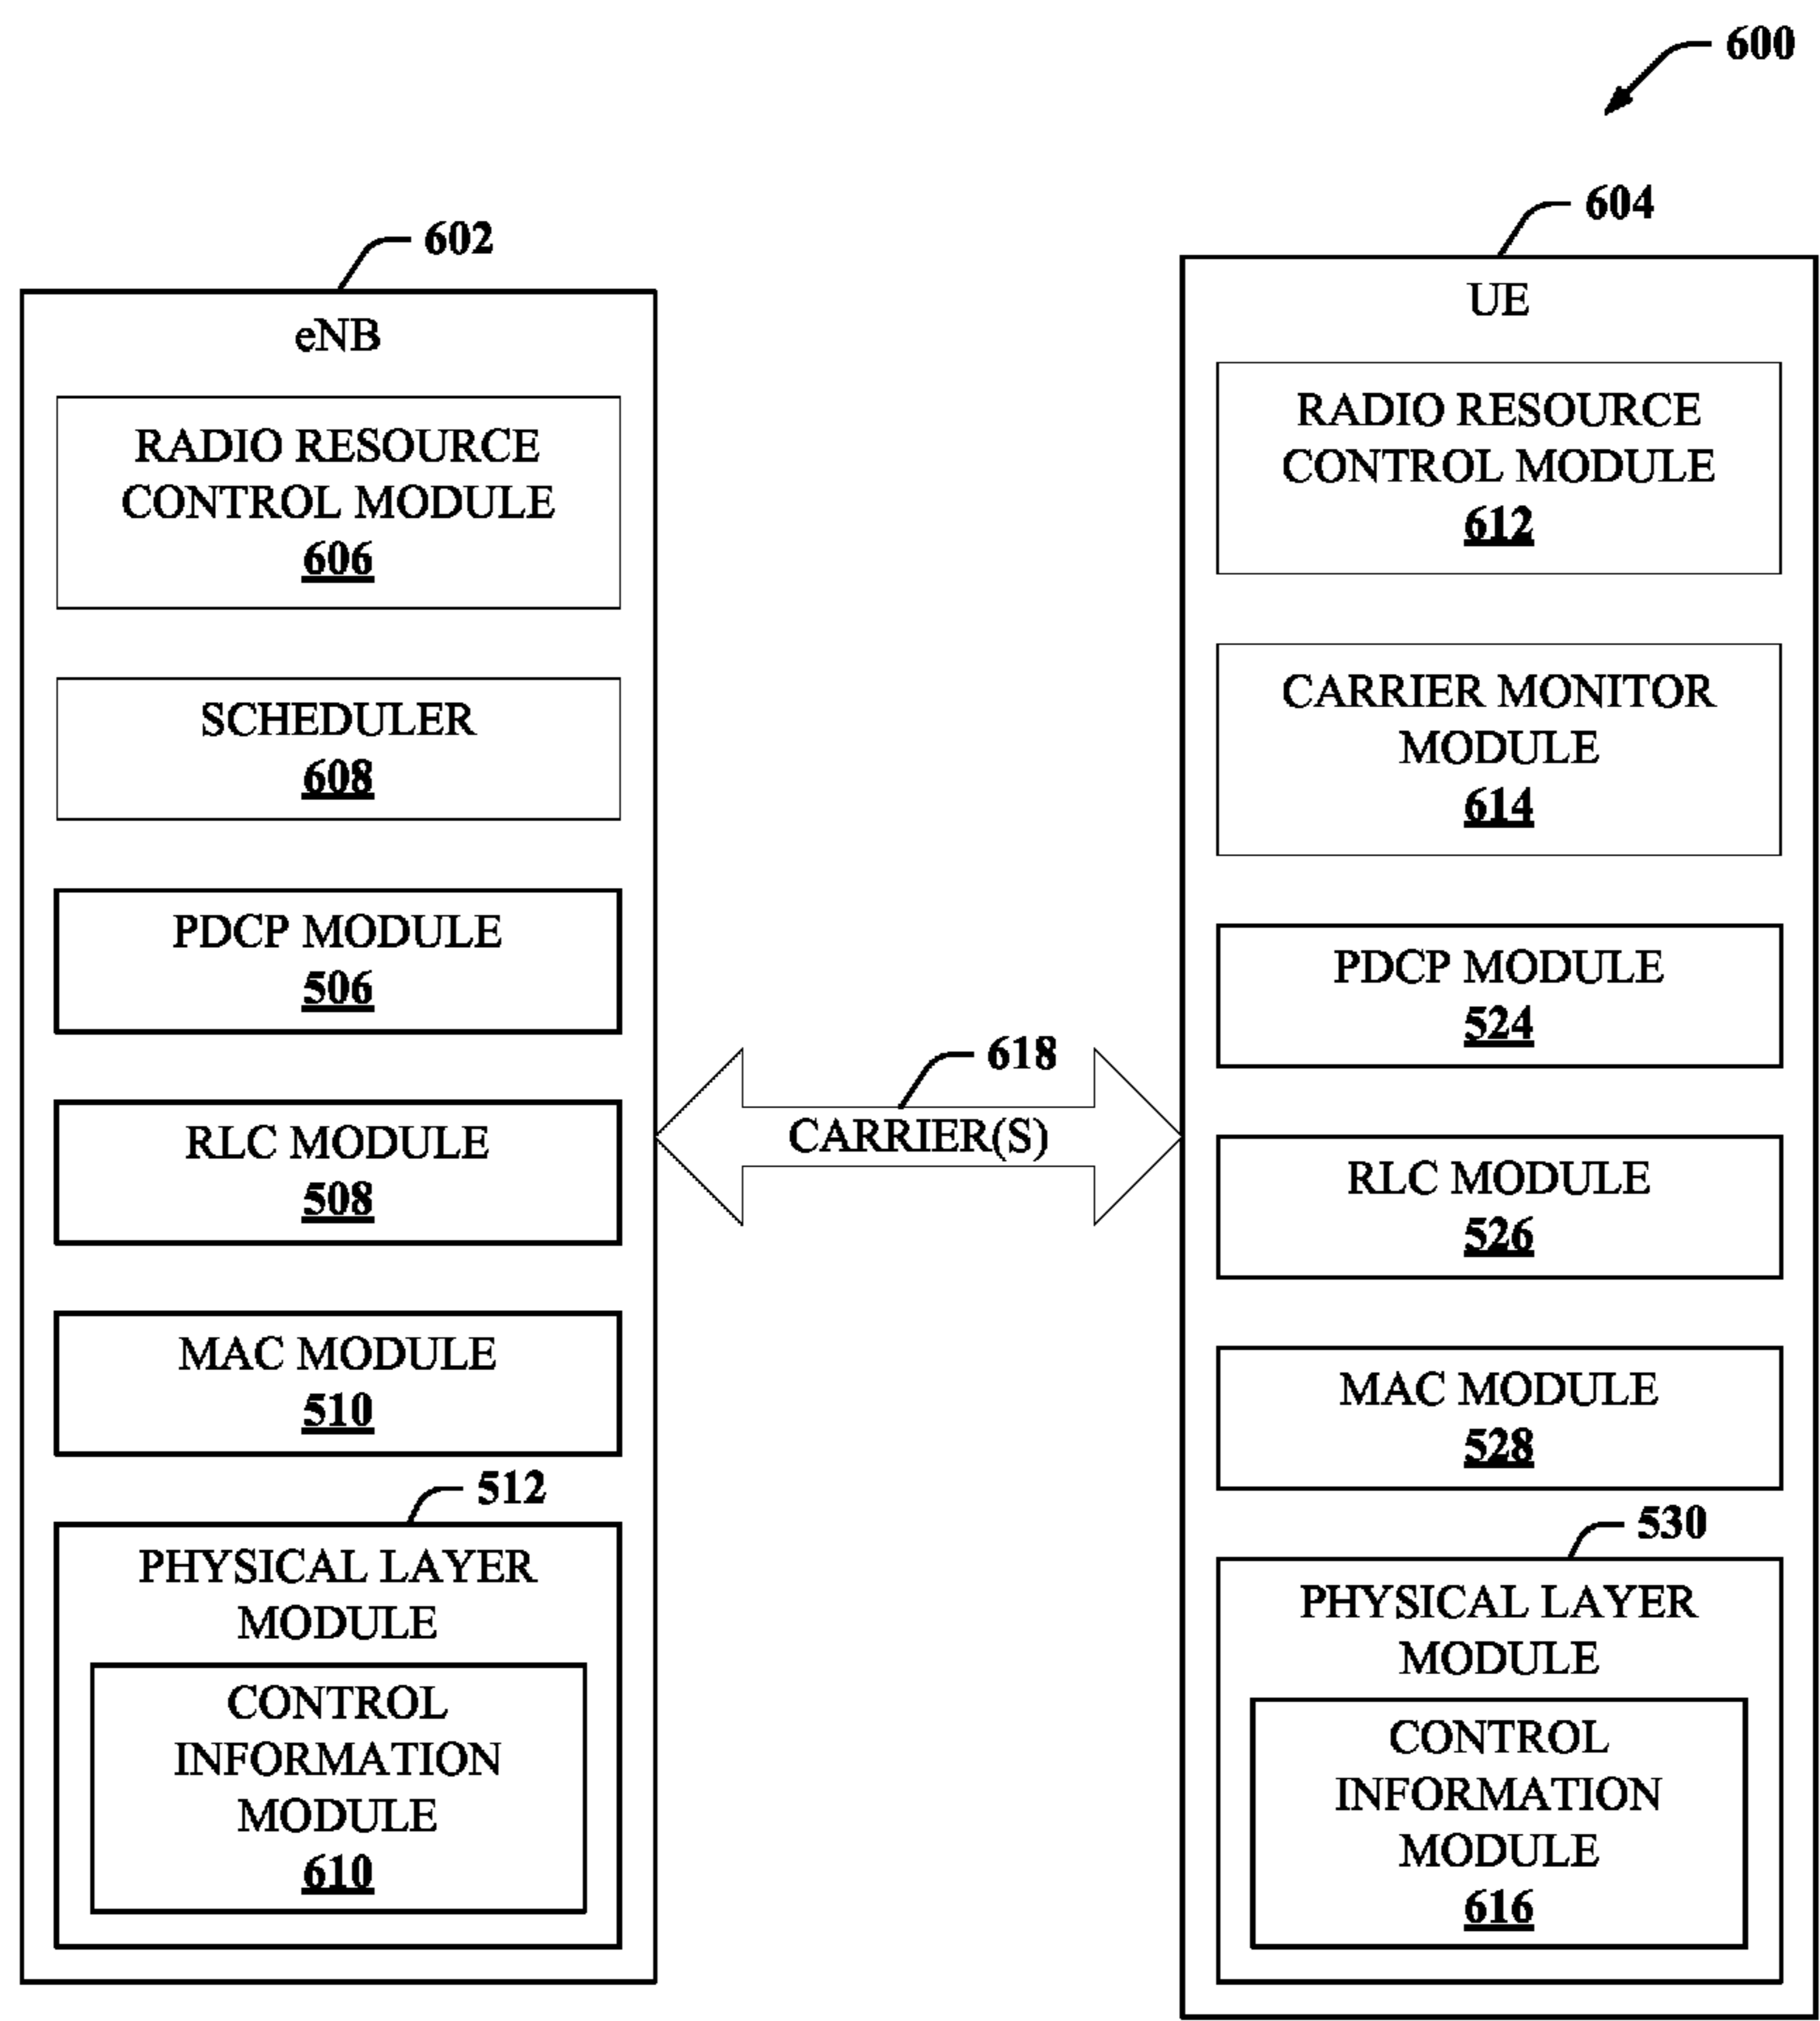 600
602
eNB
RADIO RESOURCE
CONTROL MODULE
606
SCHEDULER
608
PDCP MODULE
506
RLC MODULE
508
MAC MODULE
510
512
PHYSICAL LAYER
MODULE
CONTROL
INFORMATION
MODULE
610
618
CARRIER(S)
604
UE
RADIO RESOURCE
CONTROL MODULE
612
CARRIER MONITOR
MODULE
614
PDCP MODULE
524
RLC MODULE
526
MAC MODULE
528
530
PHYSICAL LAYER
MODULE
CONTROL
INFORMATION
MODULE
616